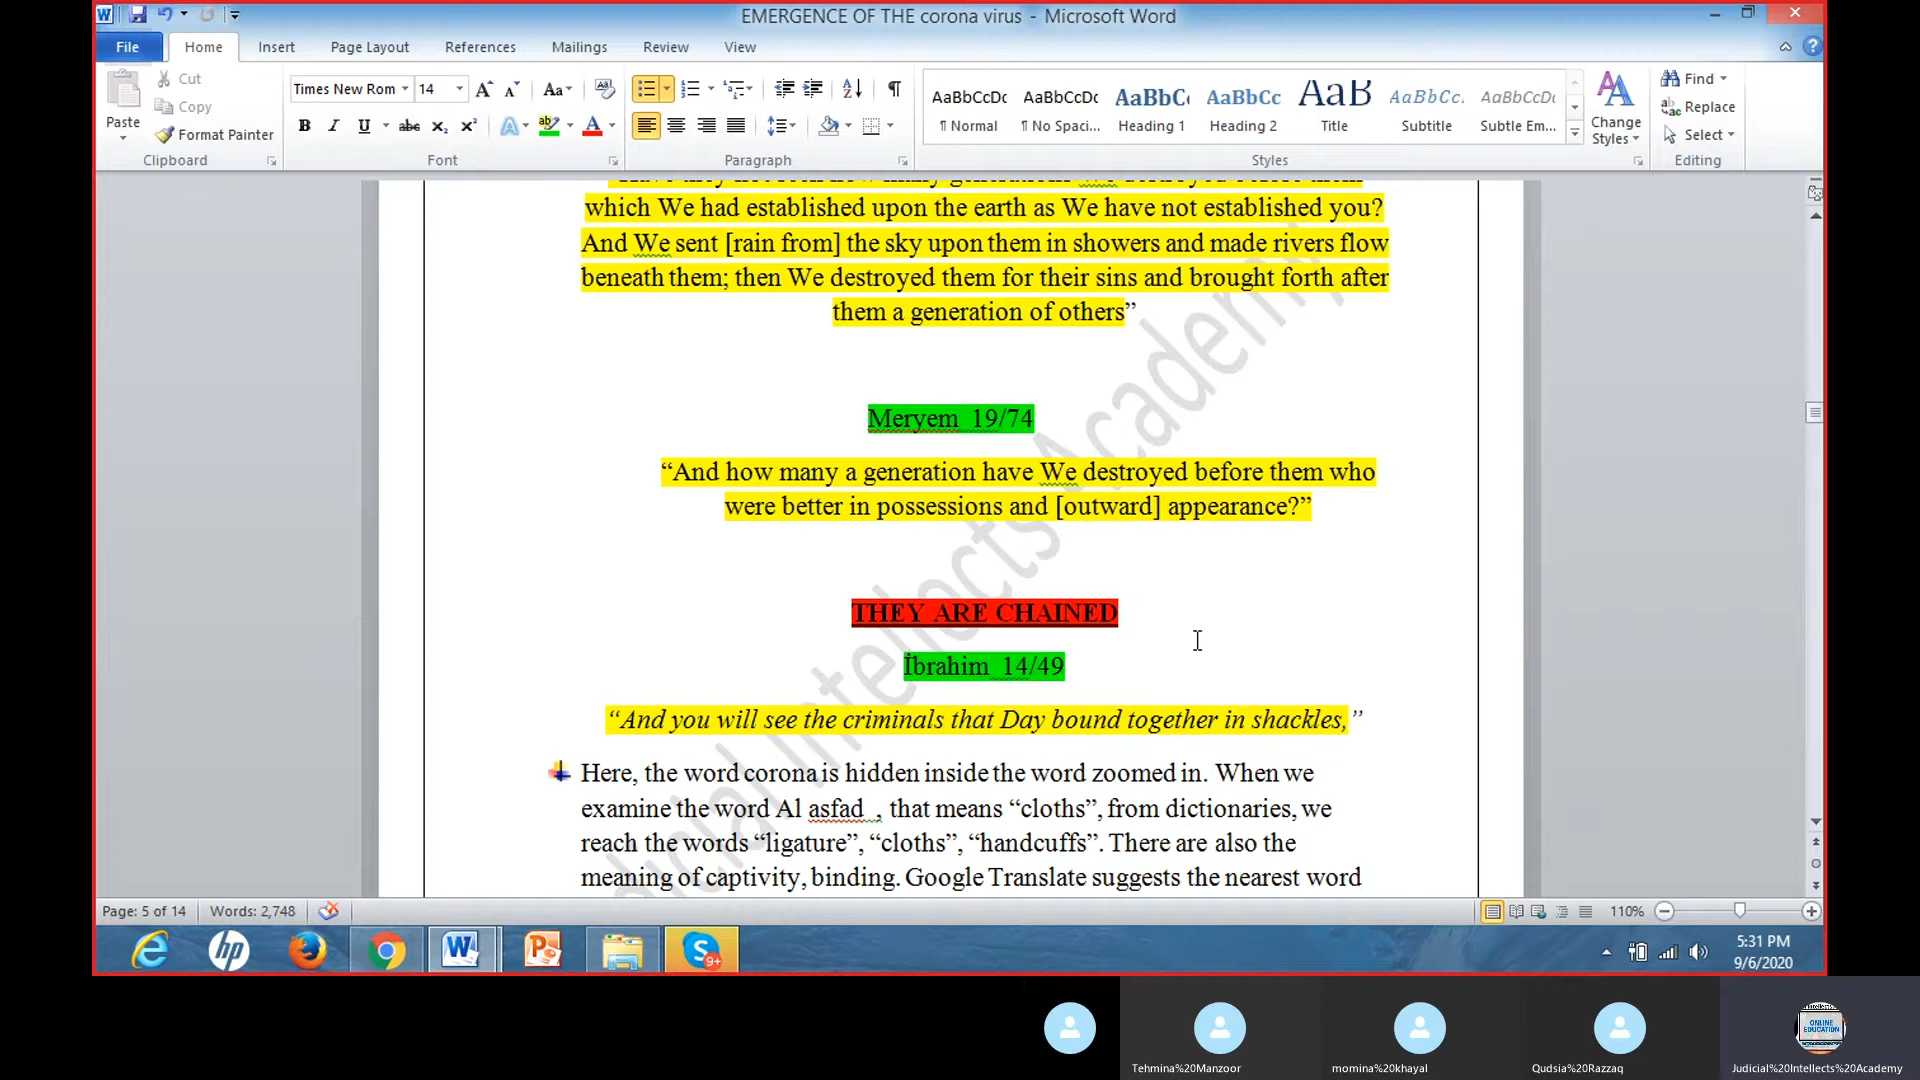 EMERGENCE OF THE corona virus - Microsoft Word
File Home Insert Page Layout References Mailings Review View
Cut
Copy
Format Painter
Paste
Clipboard
Times New Rom 14
Font
Paragraph
AaBbCcDc AaBbCcDc AaBbC AaBbCc AaB AaBbCc. AaBbCcDc
¶ Normal ¶ No Spaci... Heading 1 Heading 2 Title Subtitle Subtle Em...
Change
Styles
Styles
Find
Replace
Select
Editing
which We had established upon the earth as We have not established you?
And We sent [rain from] the sky upon them in showers and made rivers flow
beneath them; then We destroyed them for their sins and brought forth after
them a generation of others”
Meryem 19/74
“And how many a generation have We destroyed before them who
were better in possessions and [outward] appearance?”
THEY ARE CHAINED
İbrahim 14/49
“And you will see the criminals that Day bound together in shackles,”
Here, the word corona is hidden inside the word zoomed in. When we
examine the word Al asfad , that means “cloths”, from dictionaries, we
reach the words “ligature”, “cloths”, “handcuffs”. There are also the
meaning of captivity, binding. Google Translate suggests the nearest word
Intellects Academy
Page: 5 of 14 Words: 2,748 110%
5:31 PM
9/6/2020
9+
ONLINE
EDUCATION
Tehmina%20Manzoor momina%20khayal Qudsia%20Razzaq Judicial%20Intellects%20Academy